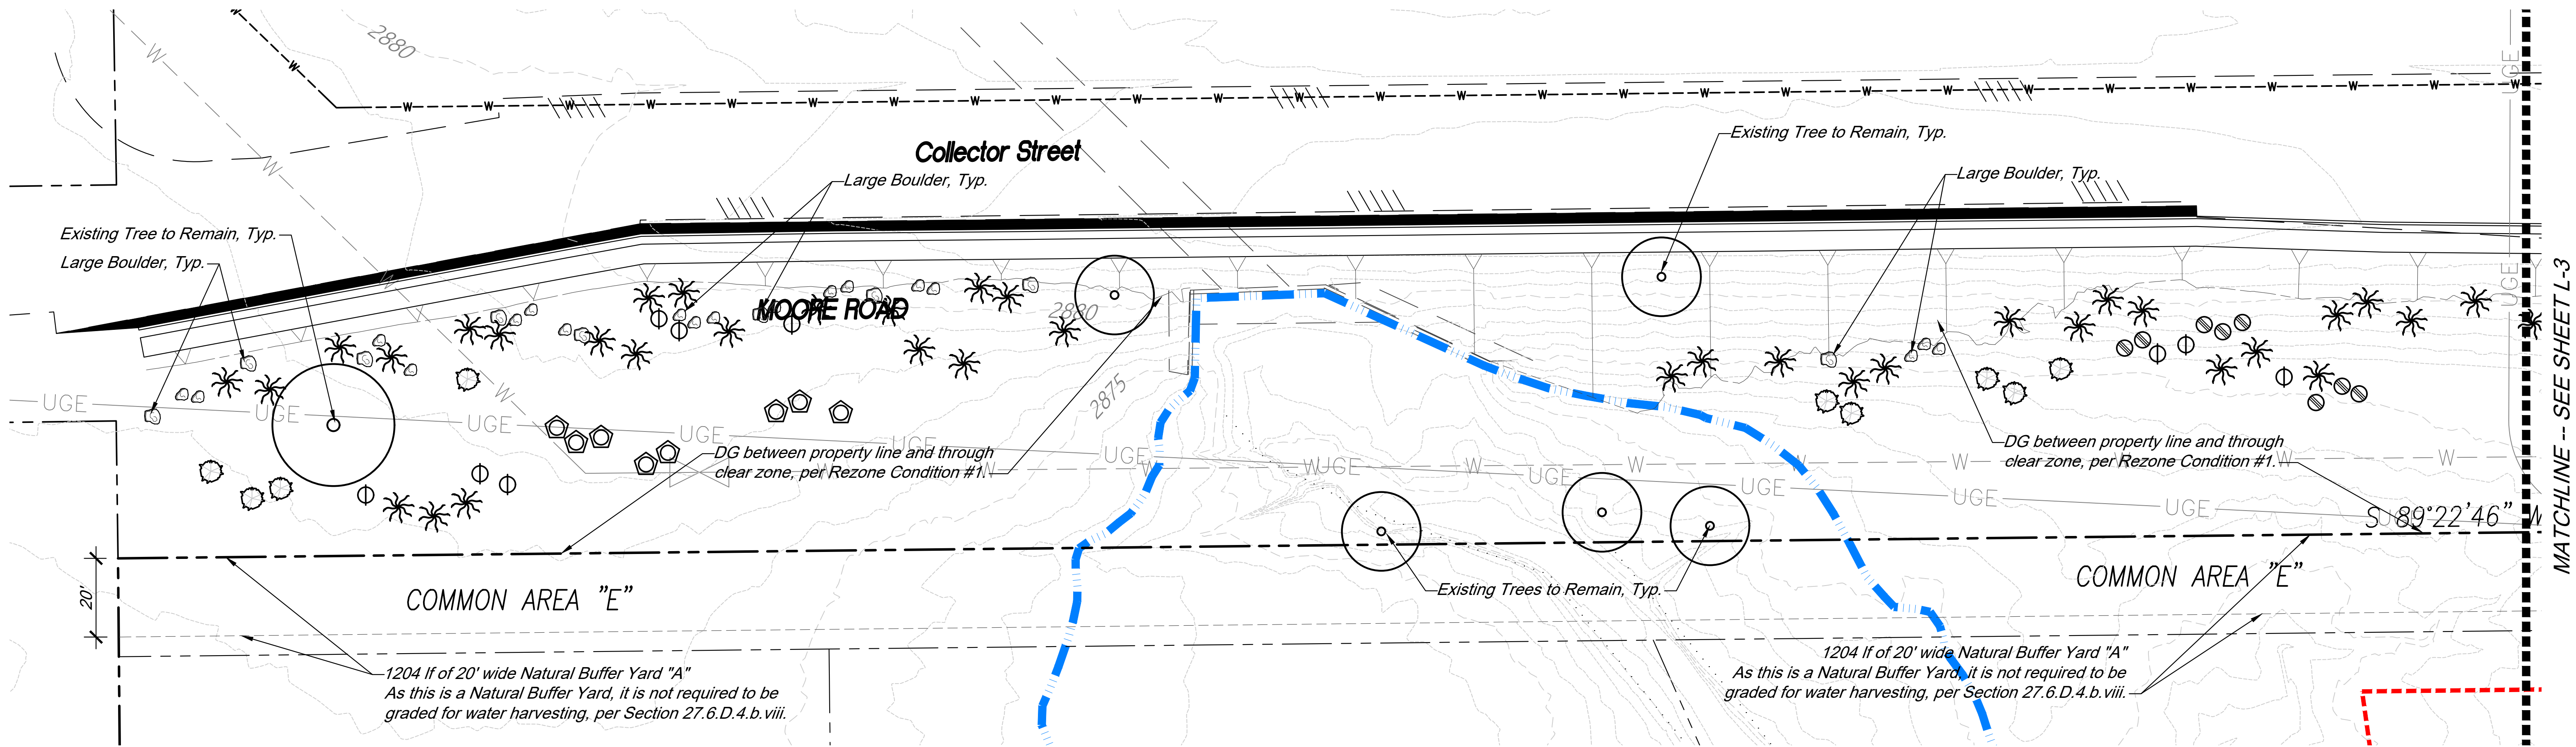 2880
W
W
W W W W W W W W W W W W W W W W W W W W W W W W W W W
UGE
Collector Street
Existing Tree to Remain, Typ.
Large Boulder, Typ.
Large Boulder, Typ.
Existing Tree to Remain, Typ.
Large Boulder, Typ.
MOORE ROAD
2880
W
W
W
UGE
MATCHLINE -- SEE SHEET L-3
2875
UGE UGE UGE UGE UGE UGE UGE UGE UGE UGE UGE UGE
DG between property line and through
clear zone, per Rezone Condition #1.
DG between property line and through
clear zone, per Rezone Condition #1.
W W W W W W W W W W
S 89°22'46" W
20'
COMMON AREA "E"
COMMON AREA "E"
Existing Trees to Remain, Typ.
1204 lf of 20' wide Natural Buffer Yard "A"
As this is a Natural Buffer Yard, it is not required to be
graded for water harvesting, per Section 27.6.D.4.b.viii.
1204 lf of 20' wide Natural Buffer Yard "A"
As this is a Natural Buffer Yard, it is not required to be
graded for water harvesting, per Section 27.6.D.4.b.viii.